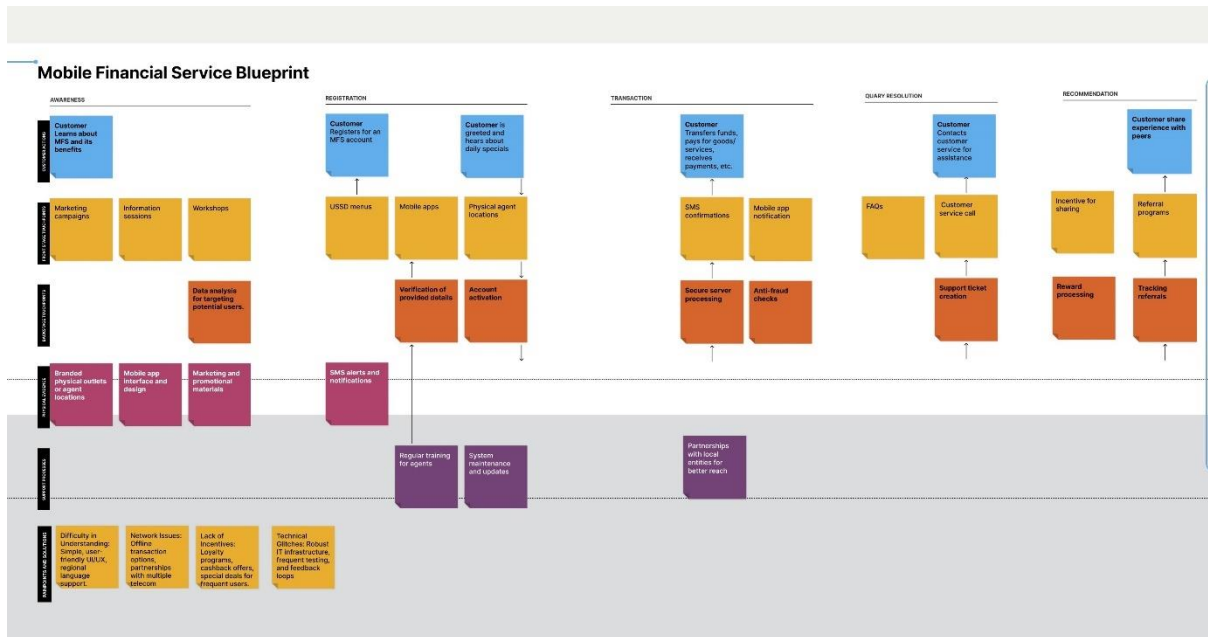 Mobile Financial Service Blueprint
AWARENESS
REGISTRATION
TRANSACTION
QUARY RESOLUTION
RECOMMENDATION
Customer
Learns about
MFS and its
benefits
Customer
Registers for an
MFS account
Customer is
greeted and
hears about
daily specials
Customer
Transfers funds,
pays for goods/
services,
receives
payments, etc.
Customer
Contacts
customer
service for
assistance
Customer share
experience with
peers
Marketing
campaigns
Information
sessions
Workshops
USSD menus
Mobile apps
Physical agent
locations
SMS
confirmations
Mobile app
notification
FAQs
Customer
service call
Incentive for
sharing
Referral
programs
Data analysis
for targeting
potential users.
Verification of
provided details
Account
activation
Secure server
processing
Anti-fraud
checks
Support ticket
creation
Reward
processing
Tracking
referrals
PHYSICAL EVIDENCE
Branded
physical outlets
or agent
locations
Mobile app
interface and
design
Marketing and
promotional
materials
SMS alerts and
notifications
Regular training
for agents
System
maintenance
and updates
Partnerships
with local
entities for
better reach
PAINPOINTS AND SOLUTIONS
Difficulty in
Understanding:
Simple, user-
friendly UI/UX,
regional
language
support.
Network Issues:
Offline
transaction
options,
partnerships
with multiple
telecom
Lack of
Incentives:
Loyalty
programs,
cashback offers,
special deals for
frequent users.
Technical
Glitches: Robust
IT infrastructure,
frequent testing,
and feedback
loops